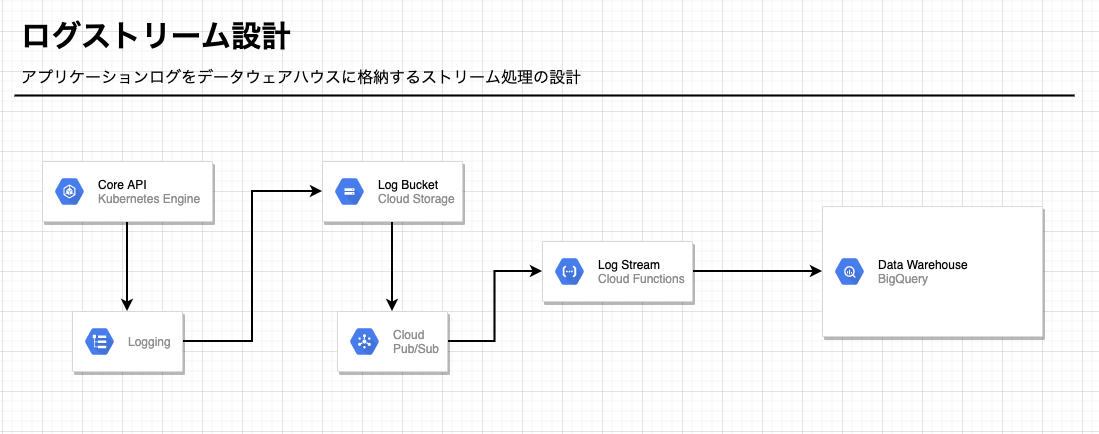 ログストリーム設計
アプリケーションログをデータウェアハウスに格納するストリーム処理の設計
Core API
Kubernetes Engine
Logging
Log Bucket
Cloud Storage
Cloud
Pub/Sub
Log Stream
Cloud Functions
Data Warehouse
BigQuery